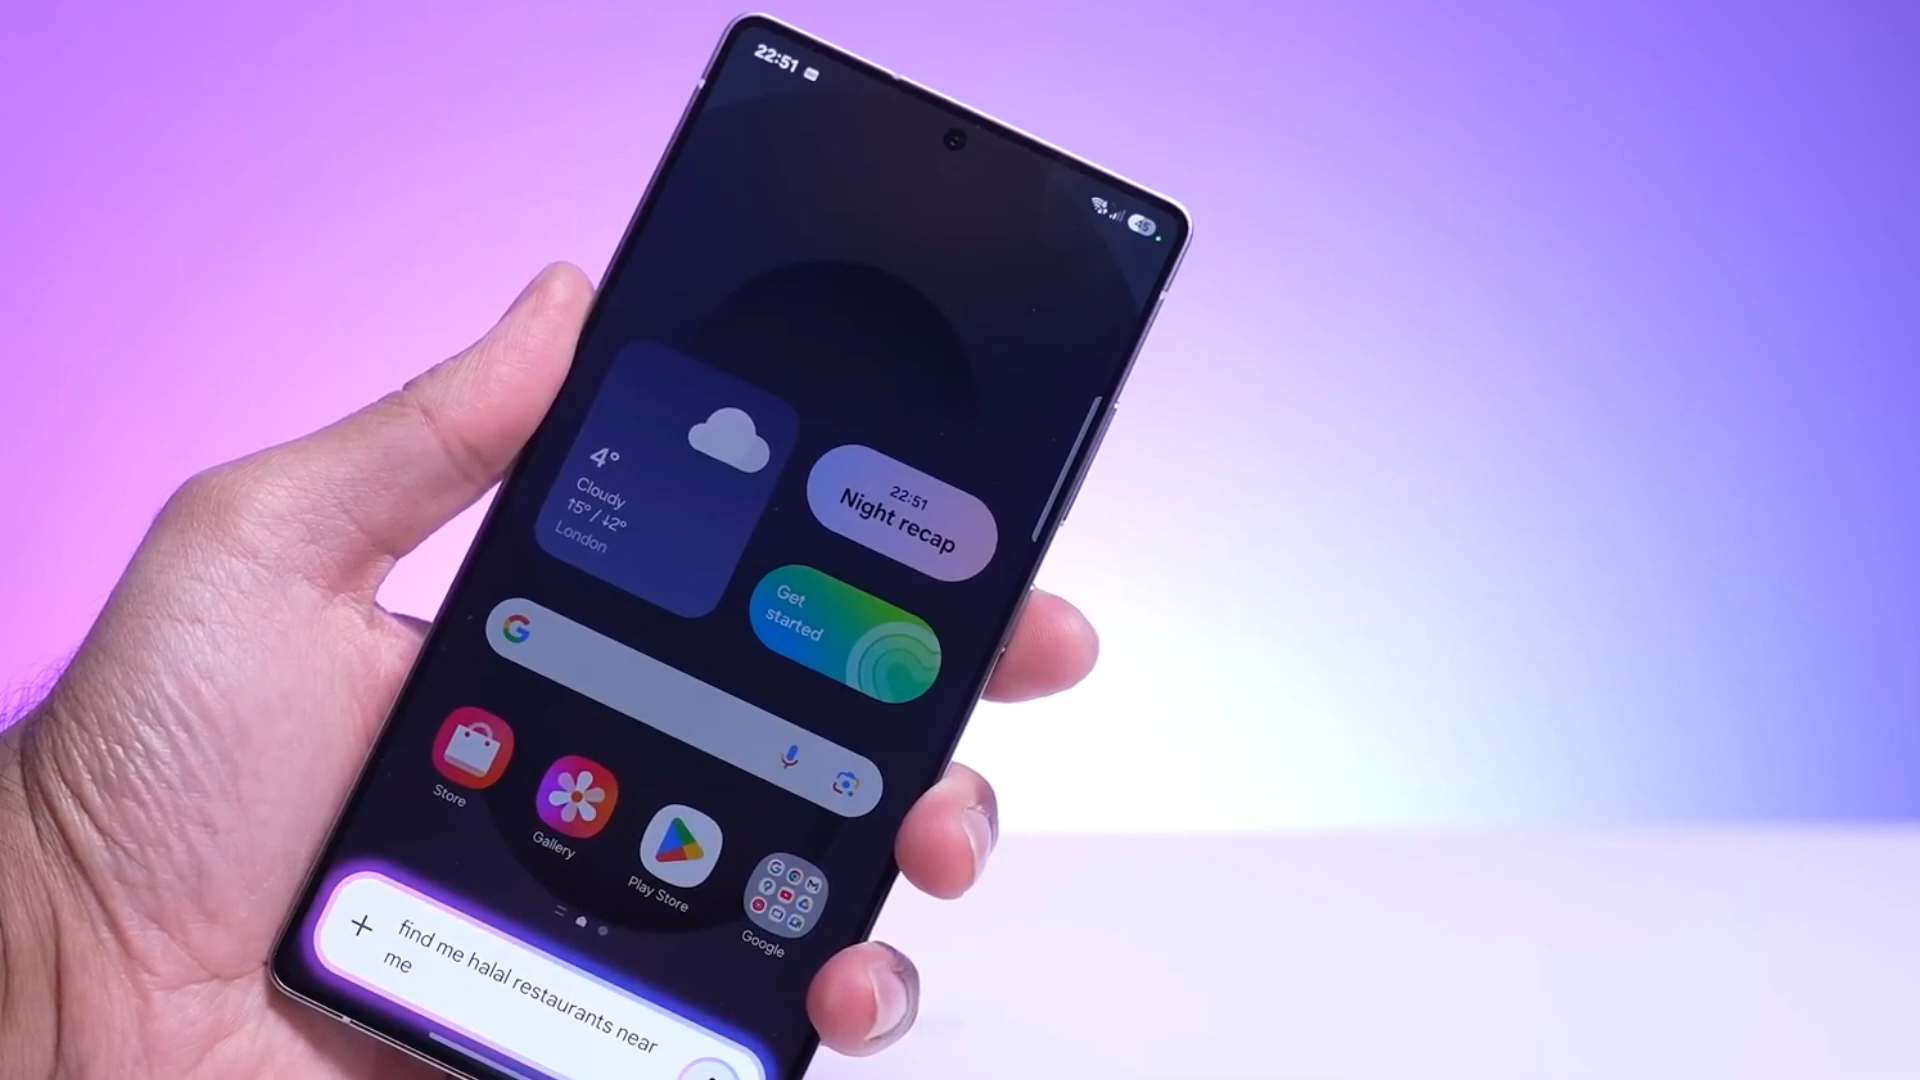 22:51
45
4°
Cloudy
↑5°/↓2°
London
22:51
Night recap
Get
started
Store
Gallery
Play Store
Google
find me halal restaurants near
me